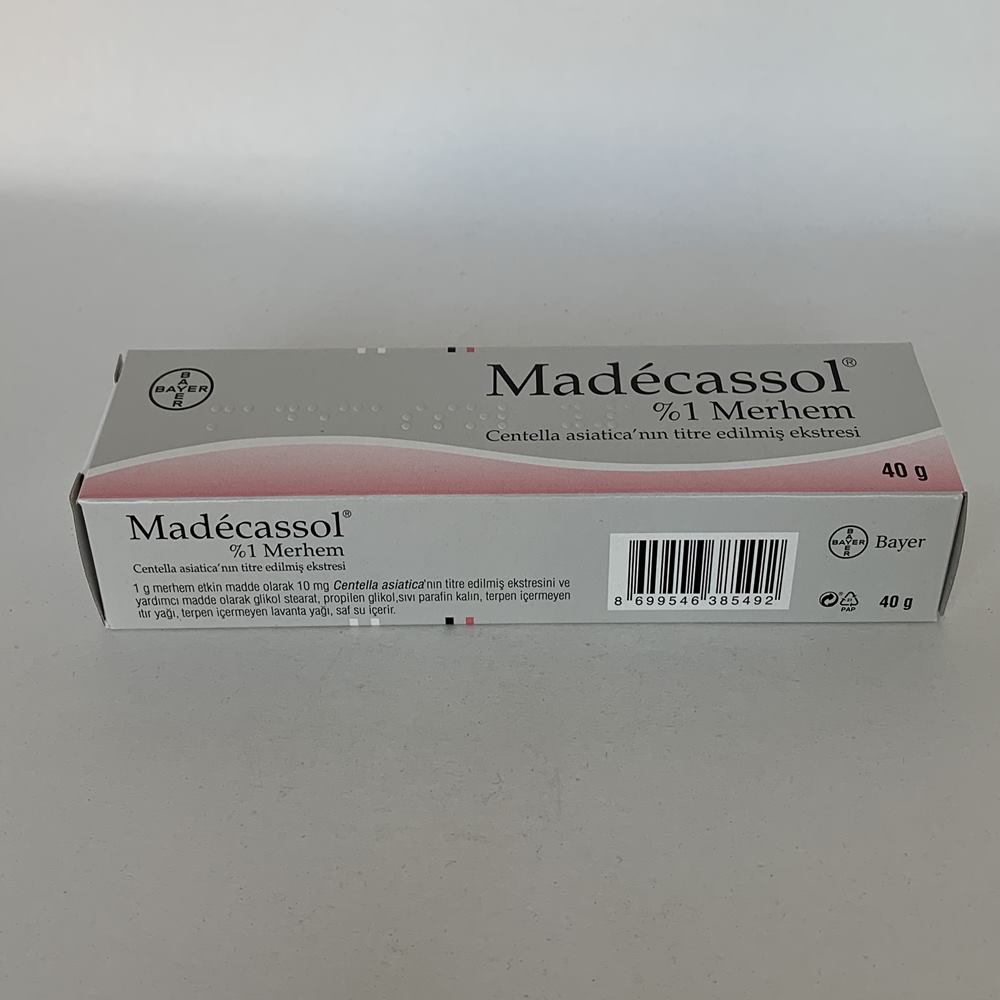 BAYER
BAYER
Madécassol®
%1 Merhem
Centella asiatica'nın titre edilmiş ekstresi
40 g
Madécassol®
%1 Merhem
Centella asiatica'nın titre edilmiş ekstresi
1 g merhem etkin madde olarak 10 mg Centella asiatica'nın titre edilmiş ekstresini ve
yardımcı madde olarak glikol stearat, propilen glikol,sıvı parafin kalın, terpen içermeyen
ıtır yağı, terpen içermeyen lavanta yağı, saf su içerir.
8 699546 385492
BAYER
BAYER
Bayer
PAP
40 g